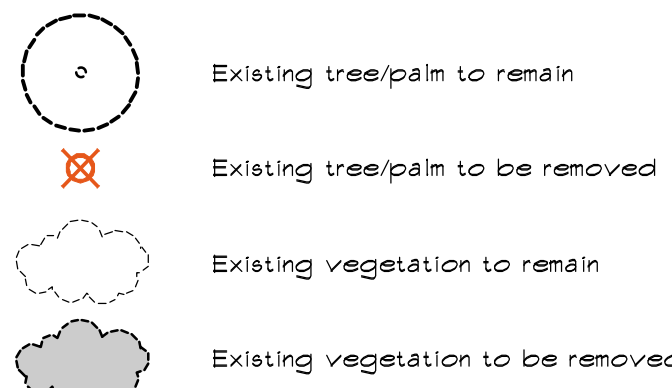 Existing tree/palm to remain
Existing tree/palm to be removed
Existing vegetation to remain
Existing vegetation to be removed